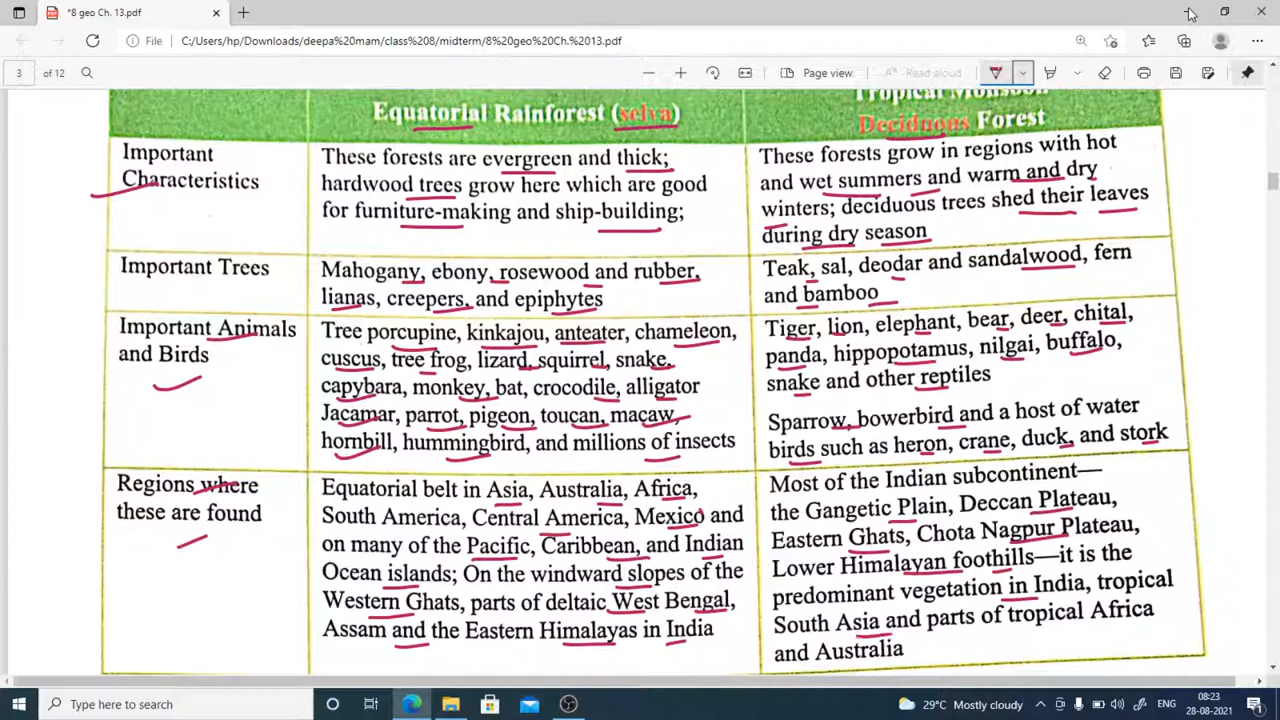 *8 geo Ch. 13.pdf
File C:/Users/hp/Downloads/deepa%20mam/class%208/midterm/8%20geo%20Ch.%2013.pdf
3 of 12 Page view Read aloud
Equatorial Rainforest (selva)
Tropical Monsoon
Deciduous Forest
Important
Characteristics
These forests are evergreen and thick;
hardwood trees grow here which are good
for furniture-making and ship-building;
These forests grow in regions with hot
and wet summers and warm and dry
winters; deciduous trees shed their leaves
during dry season
Important Trees
Mahogany, ebony, rosewood and rubber,
lianas, creepers, and epiphytes
Teak, sal, deodar and sandalwood, fern
and bamboo
Important Animals
and Birds
Tree porcupine, kinkajou, anteater, chameleon,
cuscus, tree frog, lizard, squirrel, snake,
capybara, monkey, bat, crocodile, alligator
Jacamar, parrot, pigeon, toucan, macaw,
hornbill, hummingbird, and millions of insects
Tiger, lion, elephant, bear, deer, chital,
panda, hippopotamus, nilgai, buffalo,
snake and other reptiles
Sparrow, bowerbird and a host of water
birds such as heron, crane, duck, and stork
Regions where
these are found
Equatorial belt in Asia, Australia, Africa,
South America, Central America, Mexico and
on many of the Pacific, Caribbean, and Indian
Ocean islands; On the windward slopes of the
Western Ghats, parts of deltaic West Bengal,
Assam and the Eastern Himalayas in India
Most of the Indian subcontinent—
the Gangetic Plain, Deccan Plateau,
Eastern Ghats, Chota Nagpur Plateau,
Lower Himalayan foothills—it is the
predominant vegetation in India, tropical
South Asia and parts of tropical Africa
and Australia
Type here to search
29°C Mostly cloudy
ENG
08:23
28-08-2021